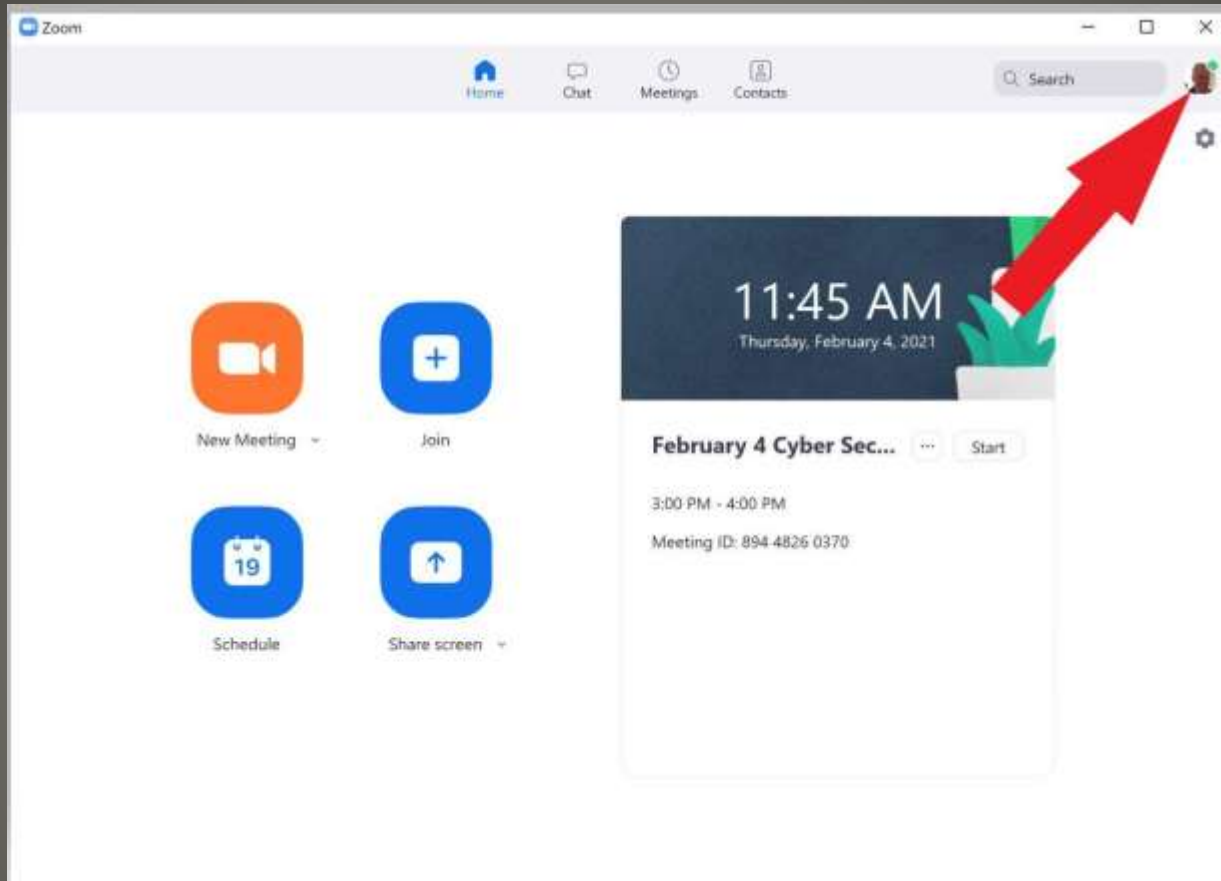 Zoom
Home
Chat
Meetings
Contacts
Search
11:45 AM
Thursday, February 4, 2021
New Meeting
Join
February 4 Cyber Sec... ... Start
3:00 PM - 4:00 PM
Meeting ID: 894 4826 0370
19
Schedule
Share screen